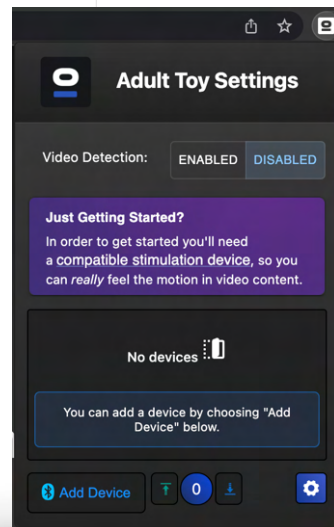 Adult Toy Settings
Video Detection:
ENABLED
DISABLED
Just Getting Started?
In order to get started you'll need
a compatible stimulation device, so you
can really feel the motion in video content.
No devices
You can add a device by choosing "Add
Device" below.
Add Device
0